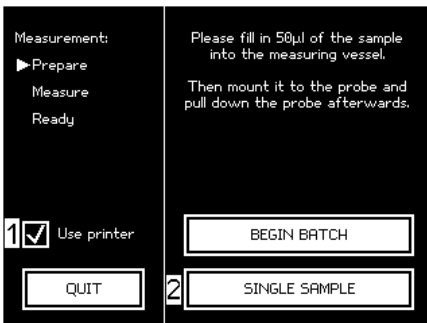 Measurement:
Prepare
Measure
Ready
Please fill in 50µl of the sample
into the measuring vessel.
Then mount it to the probe and
pull down the probe afterwards.
1
Use printer
BEGIN BATCH
QUIT
2
SINGLE SAMPLE